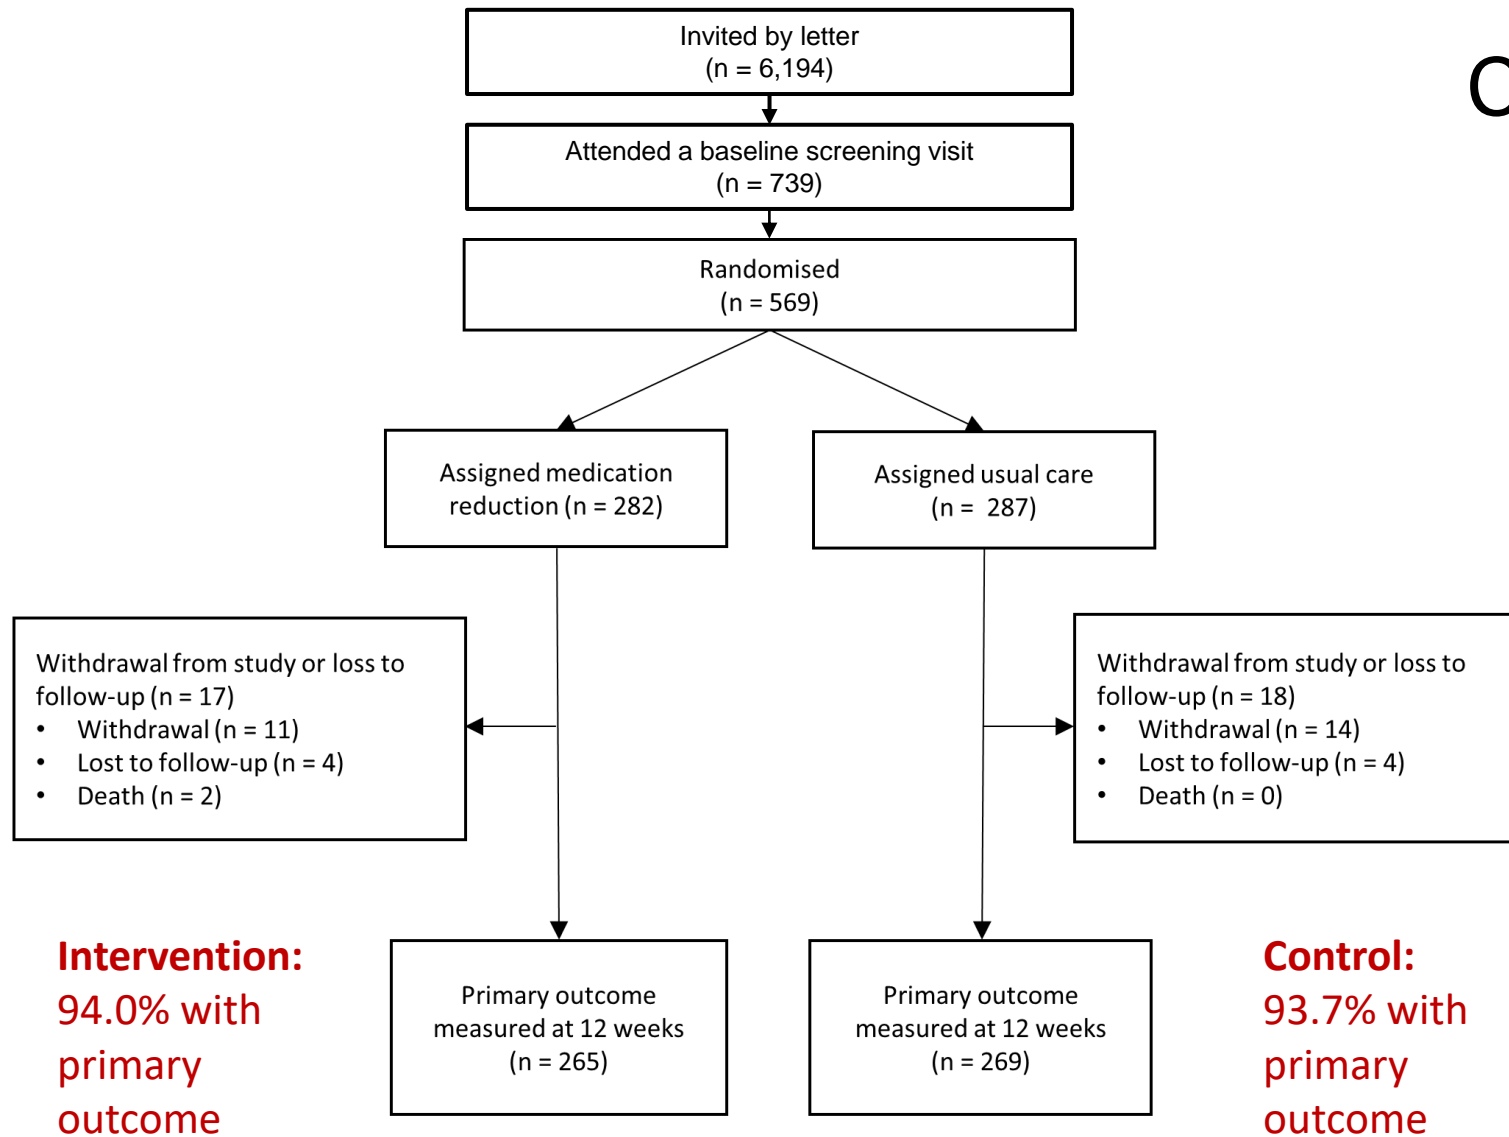 Invited by letter
(n = 6,194)
C
Attended a baseline screening visit
(n = 739)
Randomised
(n = 569)
Assigned medication
reduction (n = 282)
Assigned usual care
(n =  287)
Withdrawal from study or loss to
follow-up (n = 17)
• Withdrawal (n = 11)
• Lost to follow-up (n = 4)
• Death (n = 2)
Withdrawal from study or loss to
follow-up (n = 18)
• Withdrawal (n = 14)
• Lost to follow-up (n = 4)
• Death (n = 0)
Intervention:
94.0% with
primary
outcome
Primary outcome
measured at 12 weeks
(n = 265)
Primary outcome
measured at 12 weeks
(n = 269)
Control:
93.7% with
primary
outcome